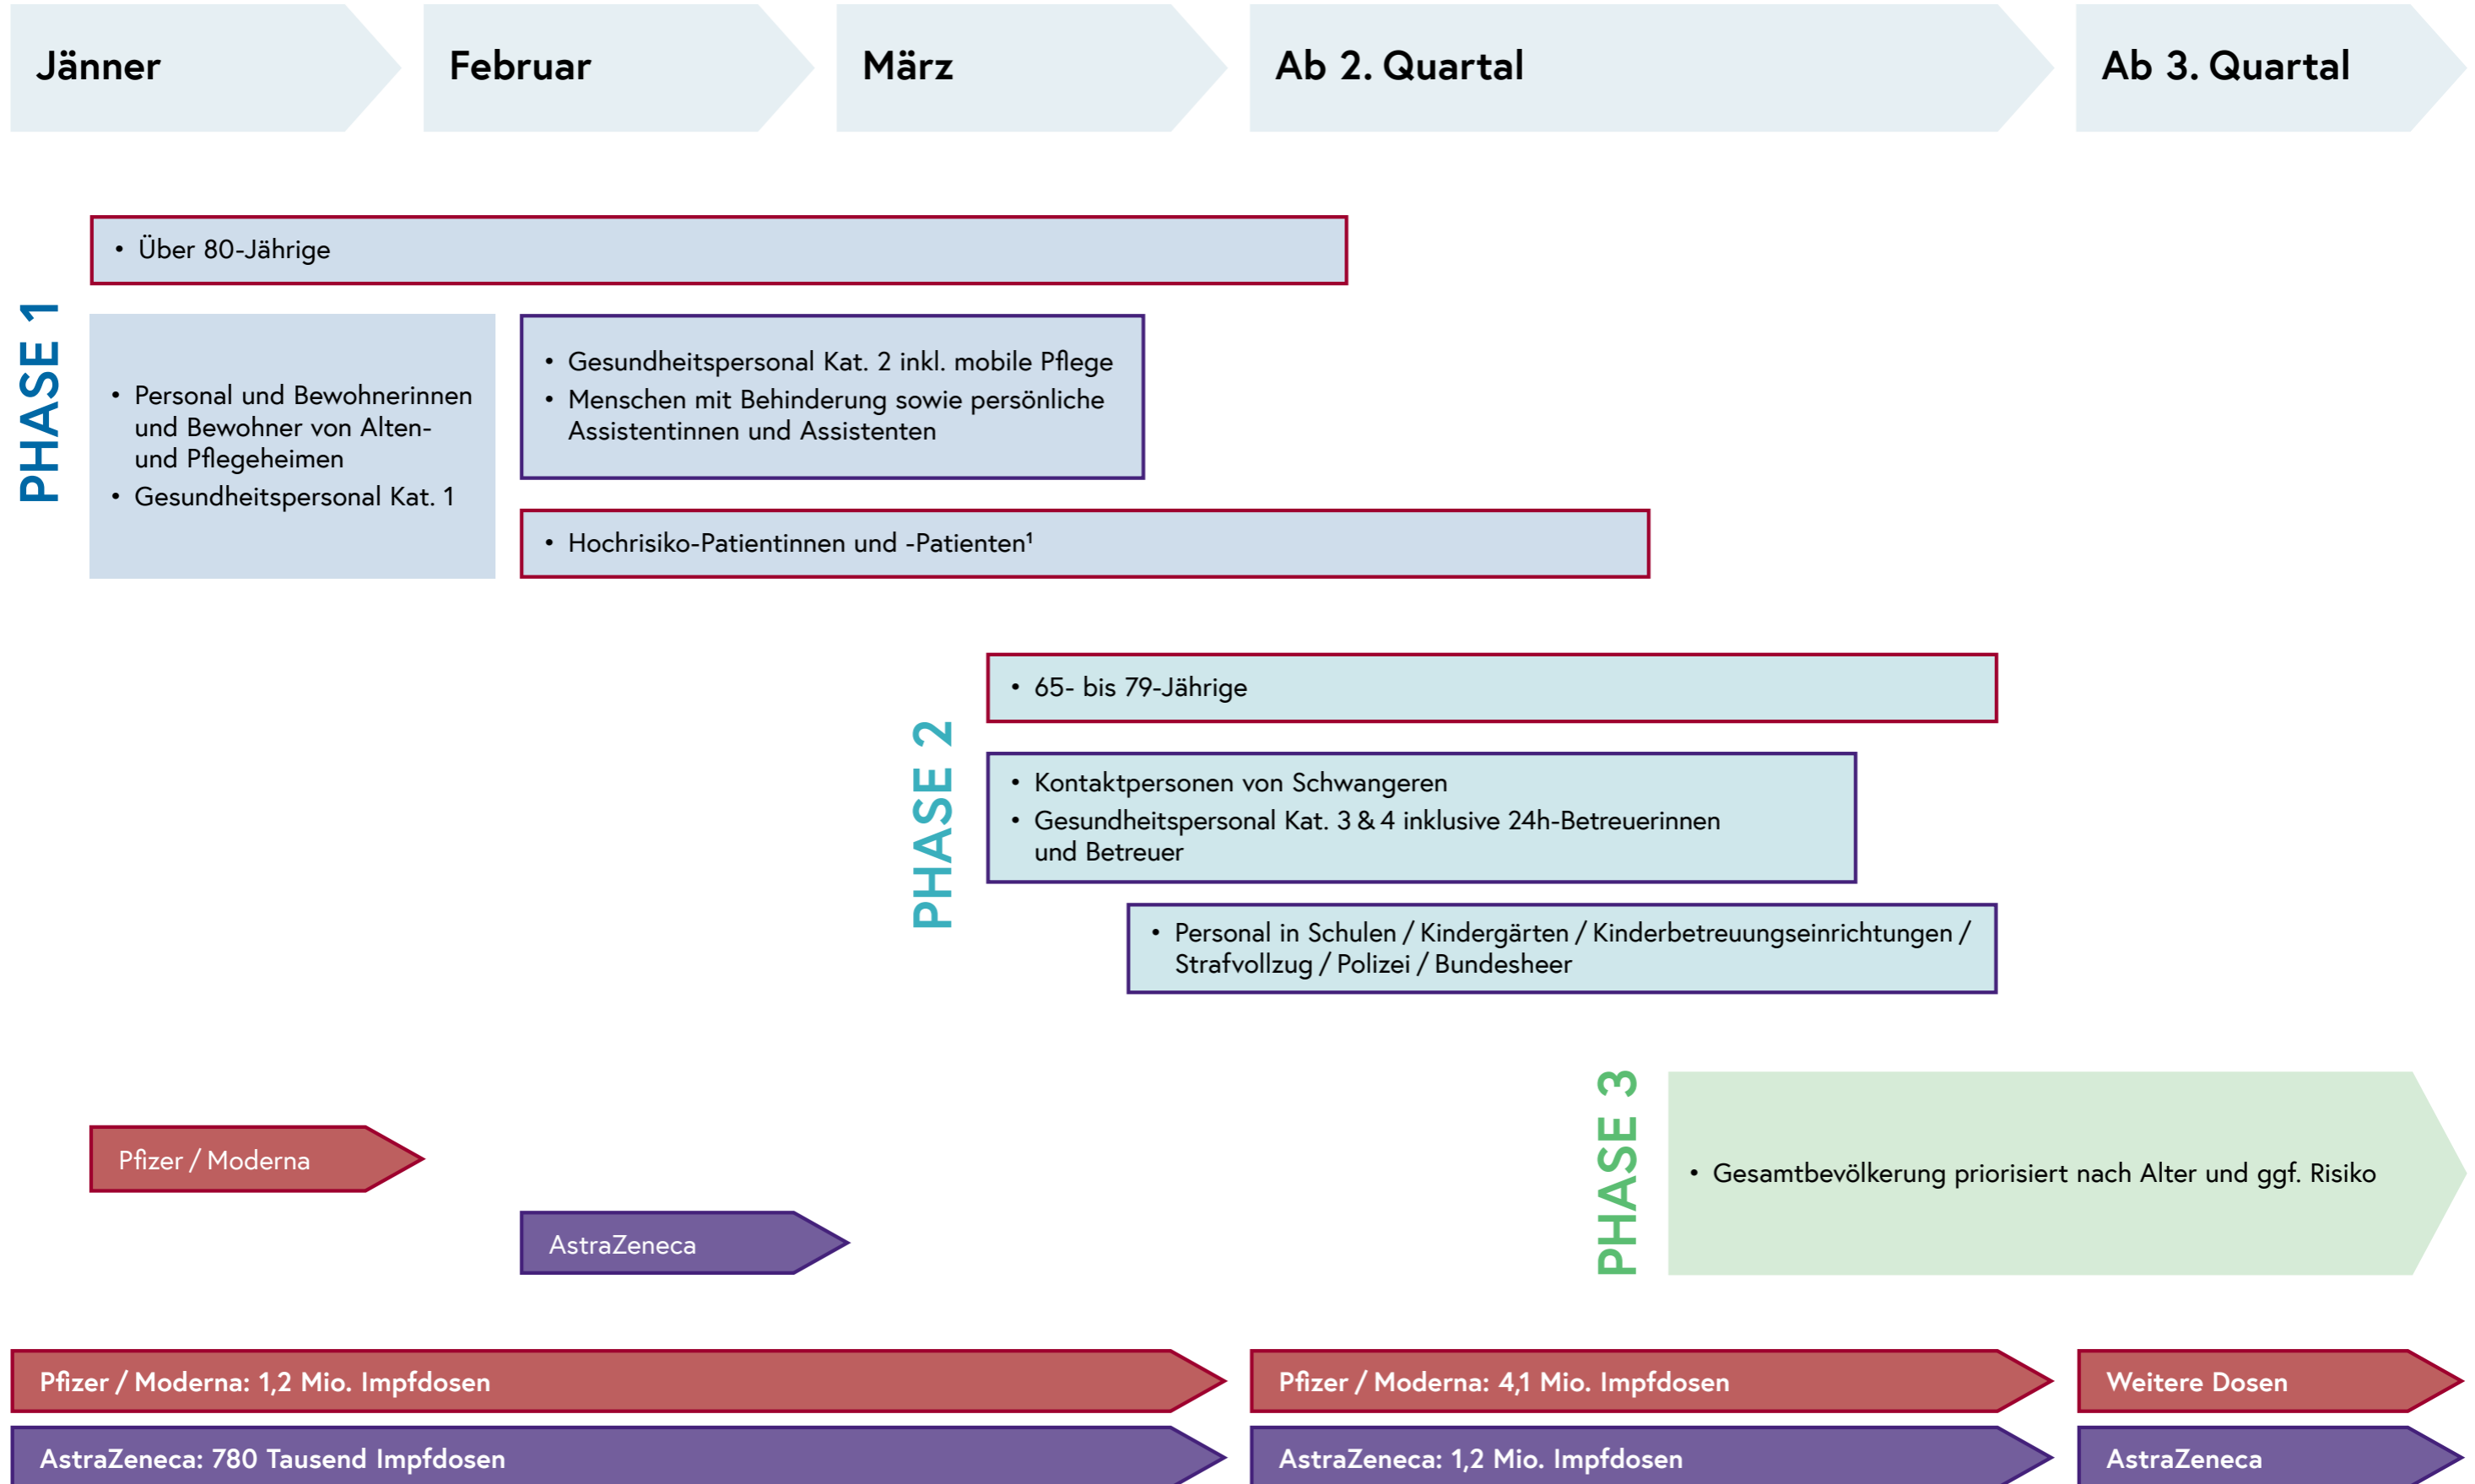 Jänner
Februar
März
Ab 2. Quartal
Ab 3. Quartal
PHASE 1
• Über 80-Jährige
• Personal und Bewohnerinnen
und Bewohner von Alten-
und Pflegeheimen
• Gesundheitspersonal Kat. 1
• Gesundheitspersonal Kat. 2 inkl. mobile Pflege
• Menschen mit Behinderung sowie persönliche
Assistentinnen und Assistenten
• Hochrisiko-Patientinnen und -Patienten¹
PHASE 2
• 65- bis 79-Jährige
• Kontaktpersonen von Schwangeren
• Gesundheitspersonal Kat. 3 & 4 inklusive 24h-Betreuerinnen
und Betreuer
• Personal in Schulen / Kindergärten / Kinderbetreuungseinrichtungen /
Strafvollzug / Polizei / Bundesheer
PHASE 3
• Gesamtbevölkerung priorisiert nach Alter und ggf. Risiko
Pfizer / Moderna
AstraZeneca
Pfizer / Moderna: 1,2 Mio. Impfdosen
Pfizer / Moderna: 4,1 Mio. Impfdosen
Weitere Dosen
AstraZeneca: 780 Tausend Impfdosen
AstraZeneca: 1,2 Mio. Impfdosen
AstraZeneca